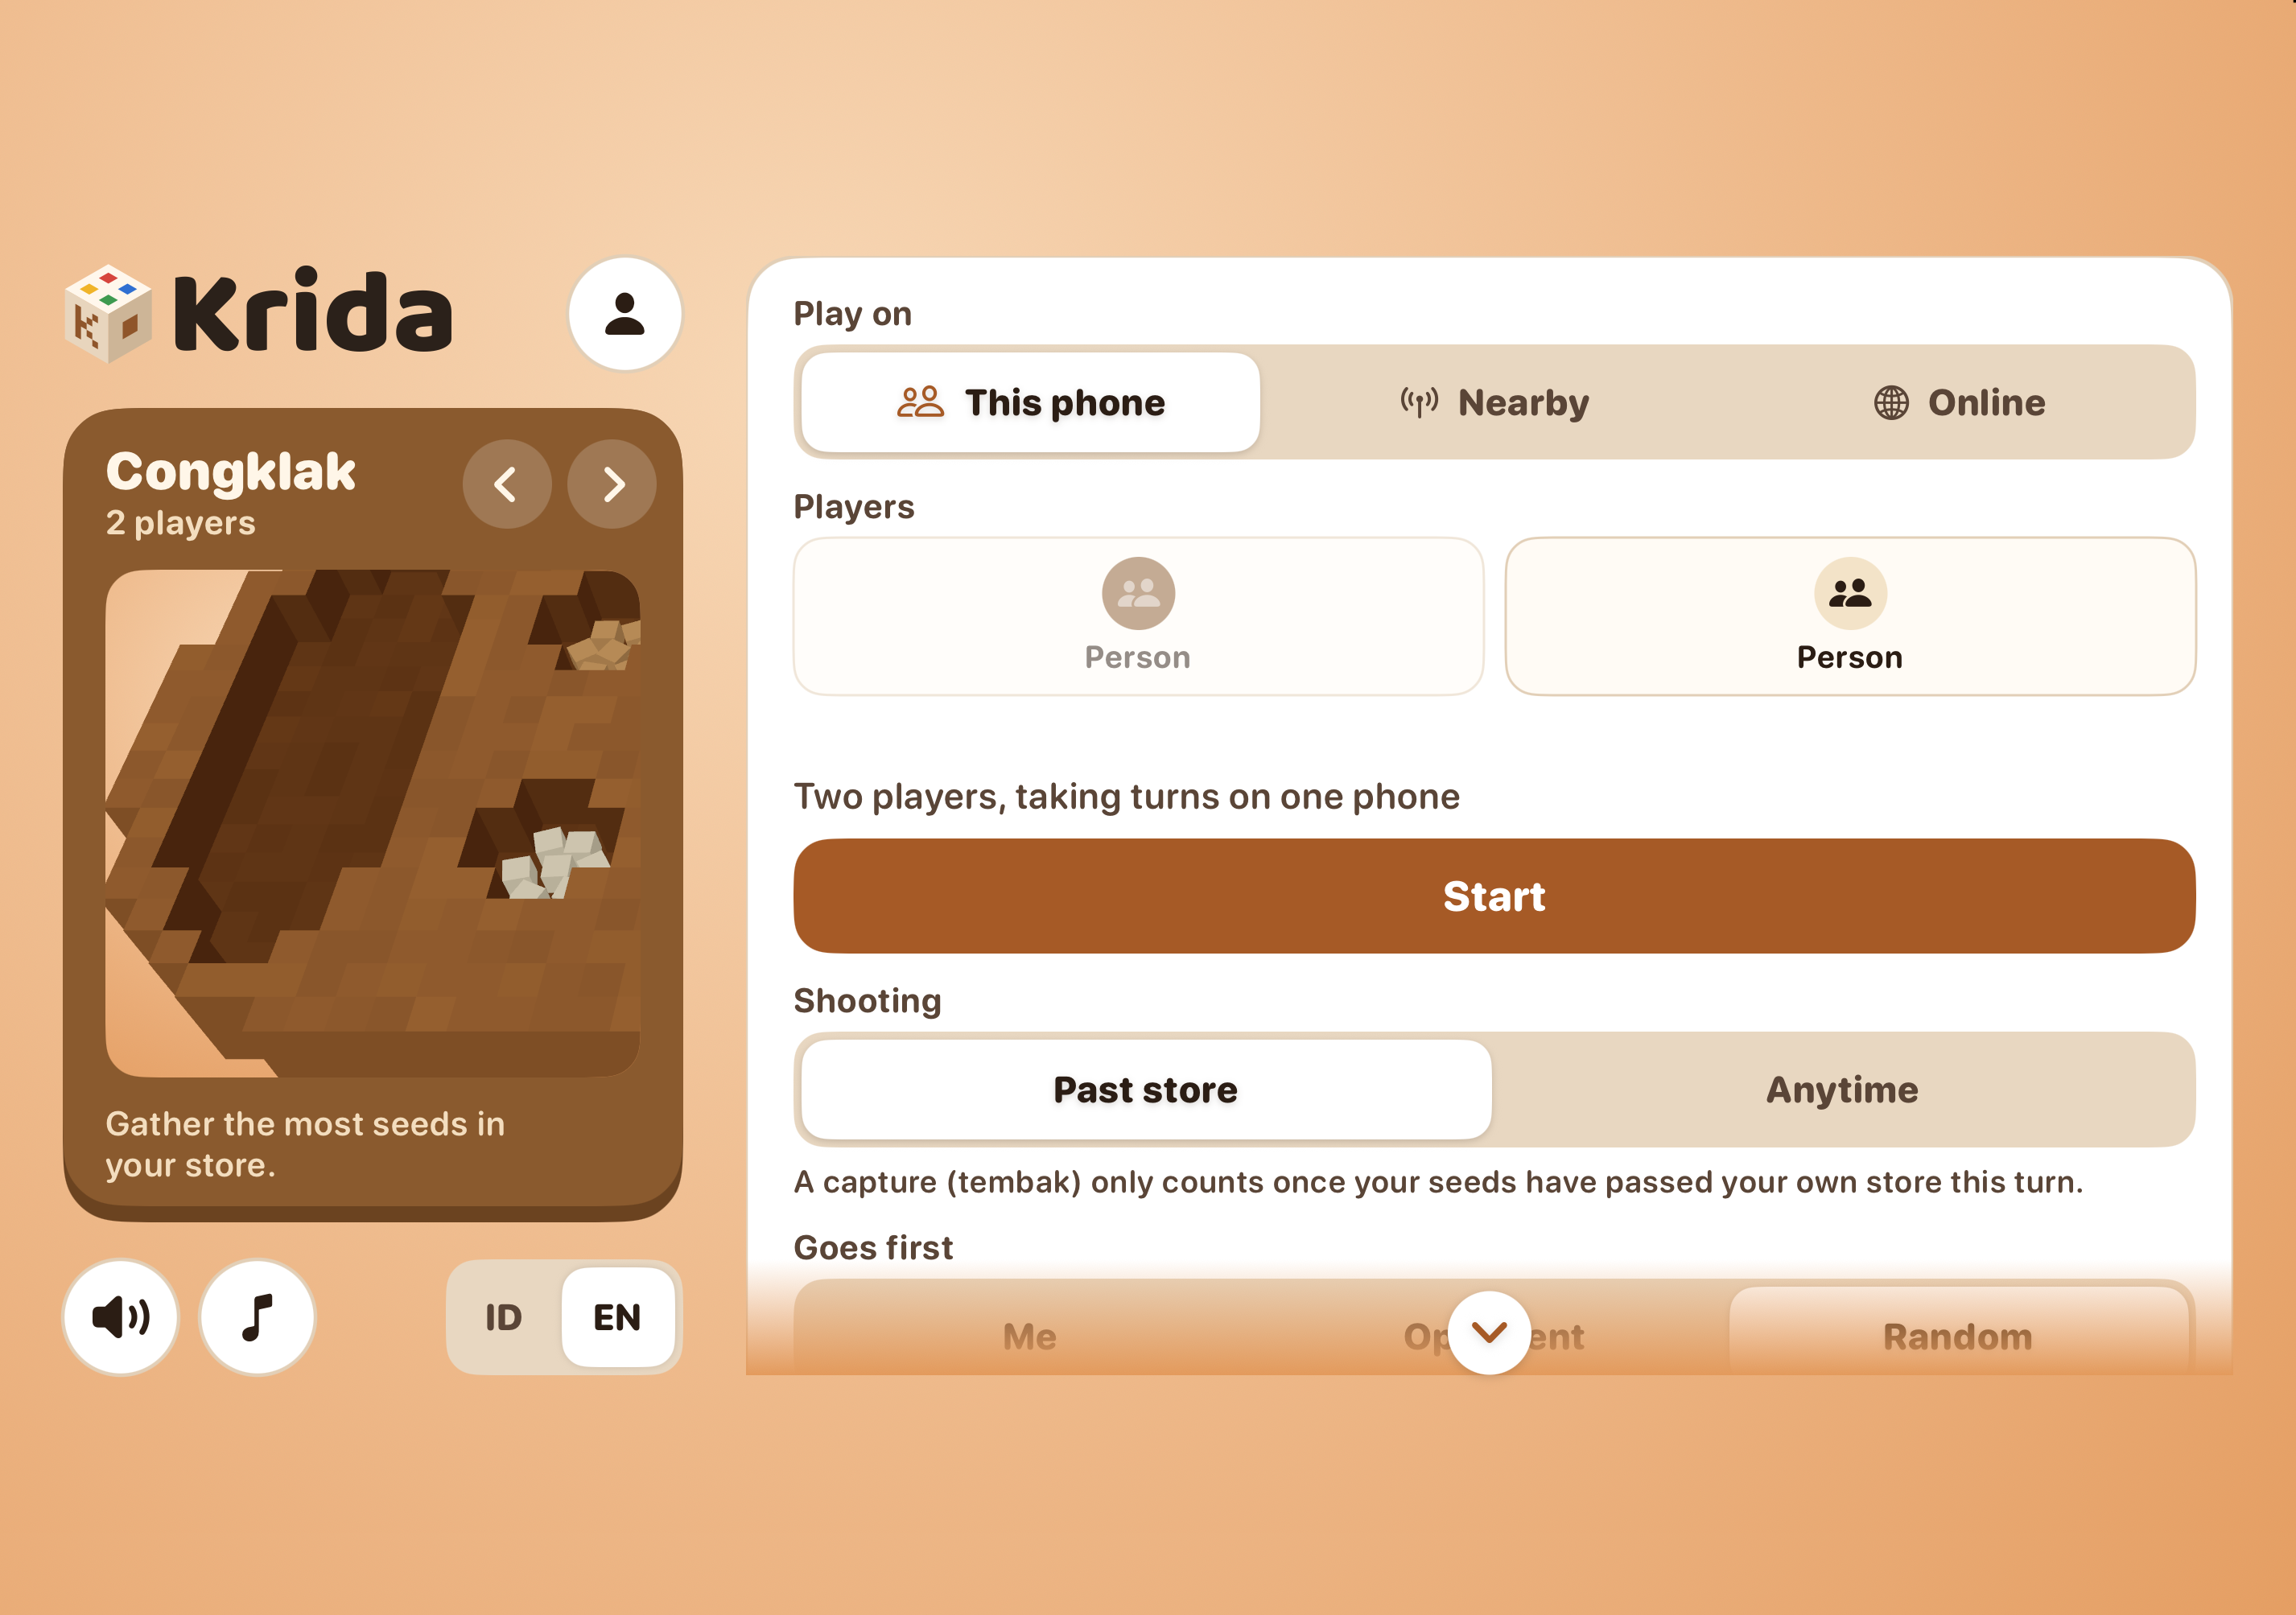 Krida
Congklak
2 players
Gather the most seeds in
your store.
ID
EN
Play on
This phone
Nearby
Online
Players
Person
Person
Two players, taking turns on one phone
Start
Shooting
Past store
Anytime
A capture (tembak) only counts once your seeds have passed your own store this turn.
Goes first
Me
Random